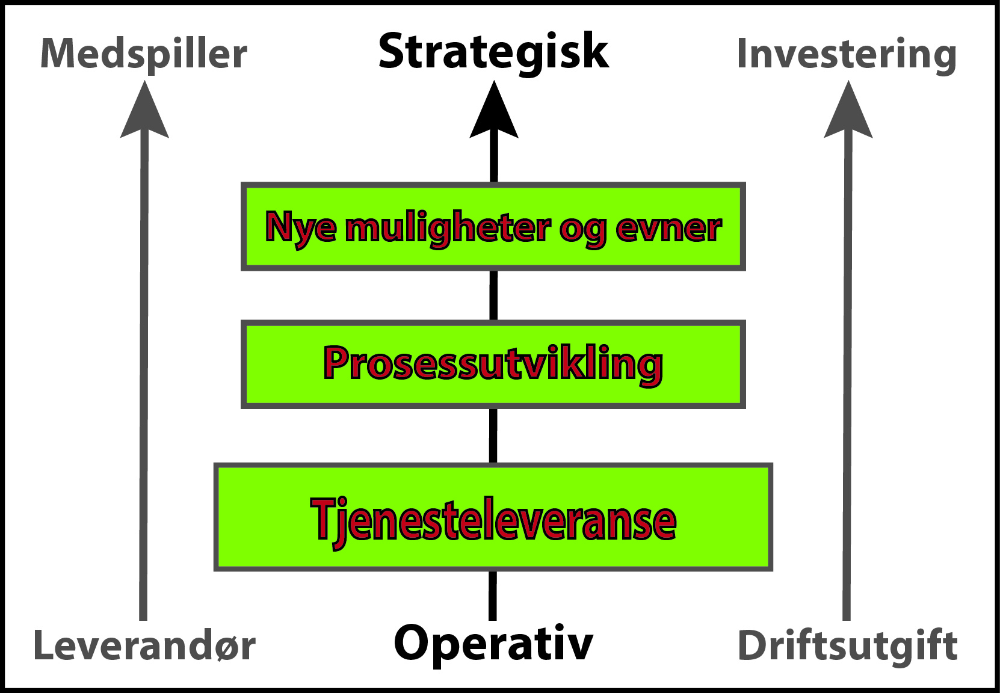 Medspiller
Strategisk
Investering
Nye muligheter og evner
Prosessutvikling
Tjenesteleveranse
Leverandør
Operativ
Driftsutgift